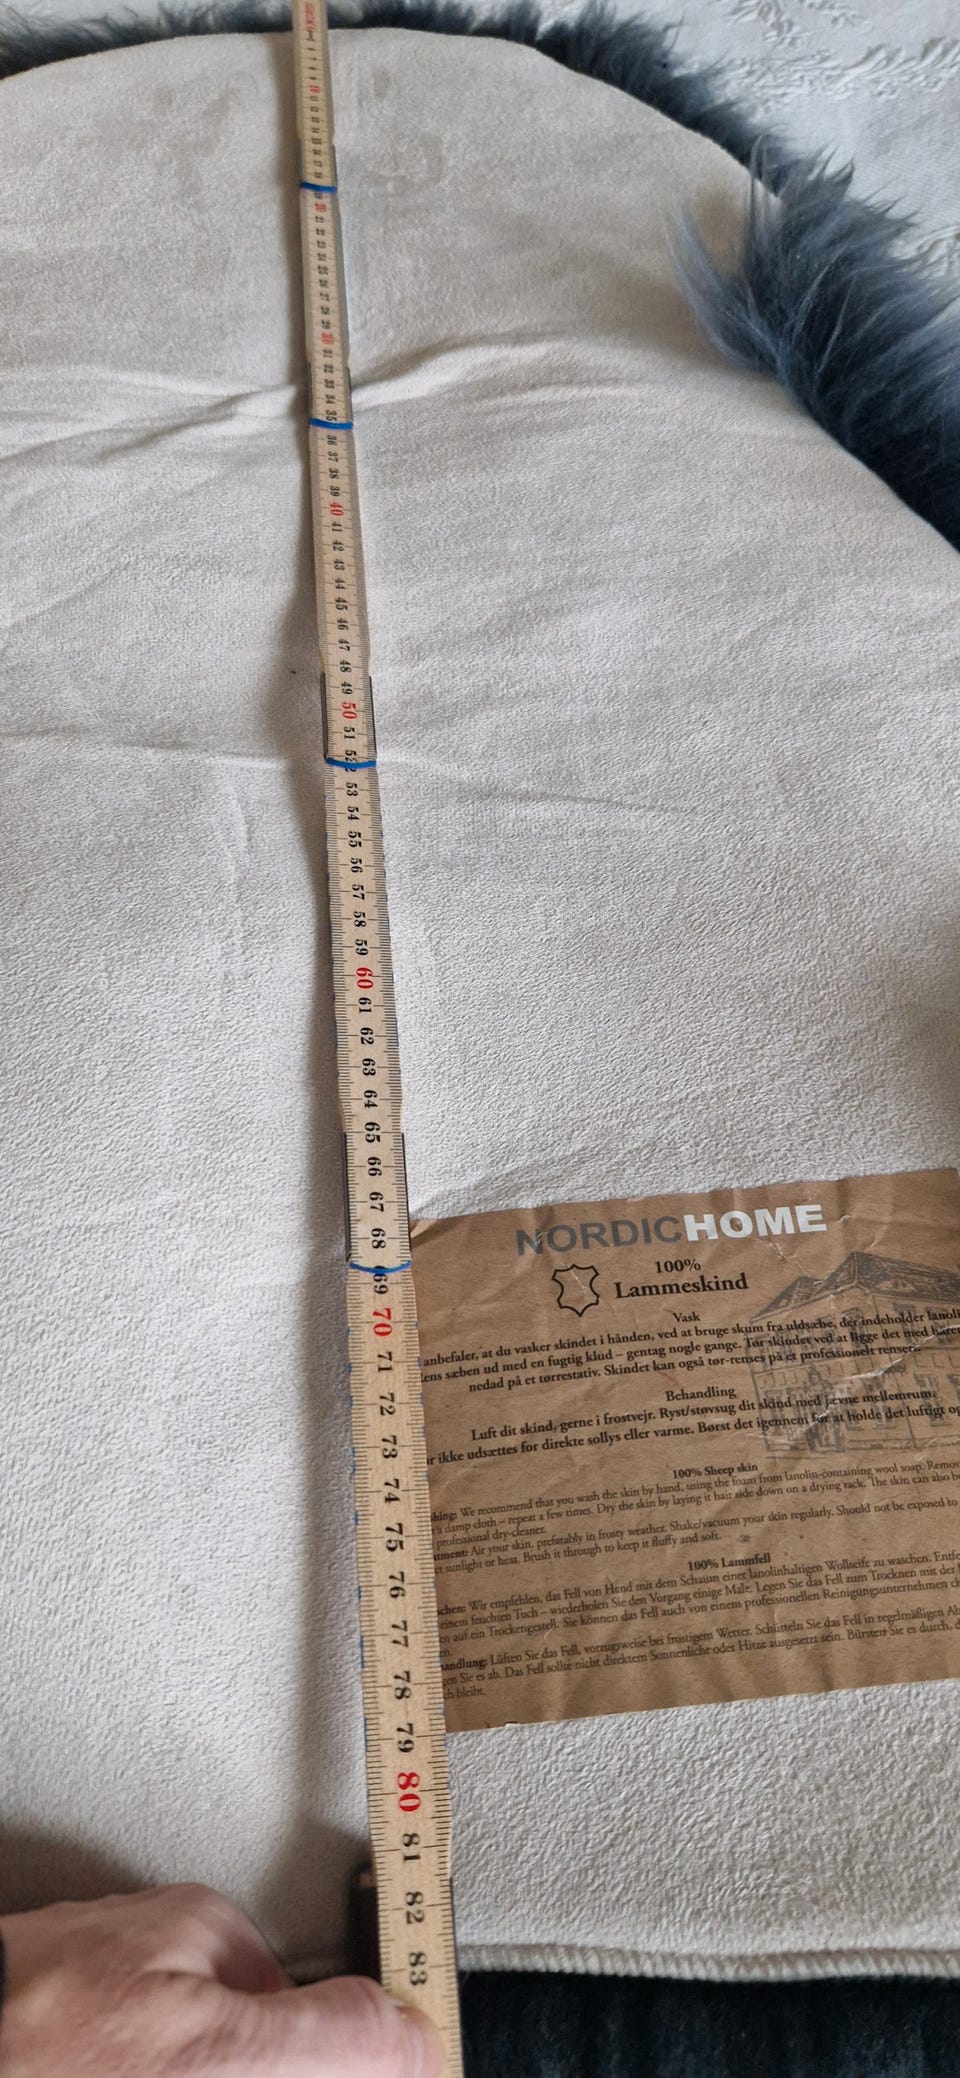 20
30
31
32
33
34
35
36
37
38
39
40
41
42
43
44
45
46
47
48
49
50
51
52
53
54
55
56
57
58
59
60
61
62
63
64
65
66
67
68
69
70
71
72
73
74
75
76
77
78
79
80
81
82
83
NORDICHOME
100%
Lammeskind
Vask
anbefaler, at du vasker skindet i hånden, ved at bruge skum fra uldsæbe, der indeholder
sæben ud med en fugtig klud – gentag nogle gange. Tør skindet ved at ligge det med
nedad på et tørrestativ. Skindet kan også tør-renses på et professionelt renseri.
Behandling
Luft dit skind, gerne i frostvejr. Ryst/støvsug dit skind med jævne mellemrum.
ikke udsættes for direkte sollys eller varme. Børst det igennem for at holde det luftigt
100% Sheep skin
We recommend that you wash the skin by hand, using the foam from lanolin-containing wool soap.
a damp cloth – repeat a few times. Dry the skin by laying it hair side down on a drying rack. The skin can also
professional dry-cleaner.
Air your skin, preferably in frosty weather. Shake/vacuum your skin regularly. Should not be exposed to
sunlight or heat. Brush it through to keep it fluffy and soft.
100% Lammfell
Wir empfehlen, das Fell von Hand mit dem Schaum einer lanolinhaltigen Wollseife zu waschen.
einem feuchten Tuch – wiederholen Sie den Vorgang einige Male. Legen Sie das Fell zum Trocknen mit der
auf ein Trockengestell. Sie können das Fell auch von einem professionellen Reinigungsunternehmen
Lüften Sie das Fell, vorzugsweise bei frostigem Wetter. Schütteln Sie das Fell in regelmäßigen
Sie es ab. Das Fell sollte nicht direktem Sonnenlicht oder Hitze ausgesetzt sein. Bürsten Sie es durch,
bleibt.